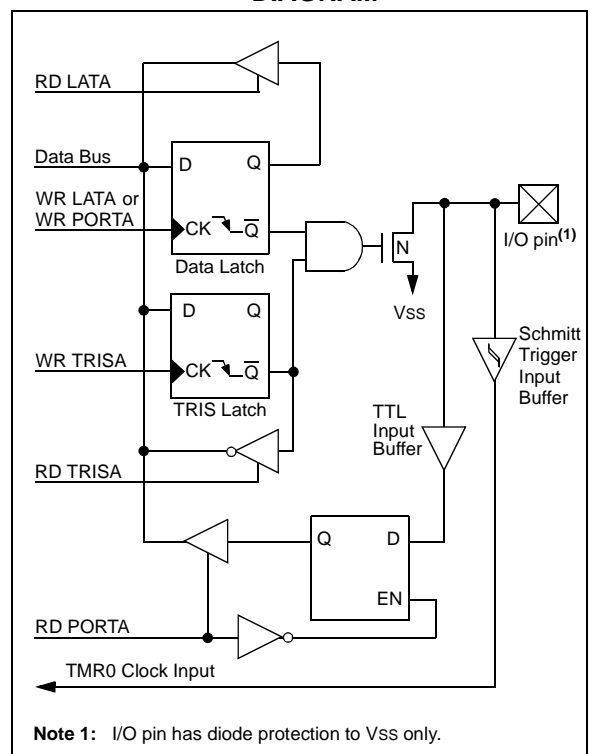 DIAGRAM
RD LATA
Data Bus
D Q
WR LATA or
WR PORTA
CK Q
Data Latch
N
I/O pin(1)
VSS
D Q
WR TRISA
CK Q
TRIS Latch
Schmitt
Trigger
Input
Buffer
TTL
Input
Buffer
RD TRISA
Q D
EN
RD PORTA
TMR0 Clock Input
Note 1: I/O pin has diode protection to VSS only.